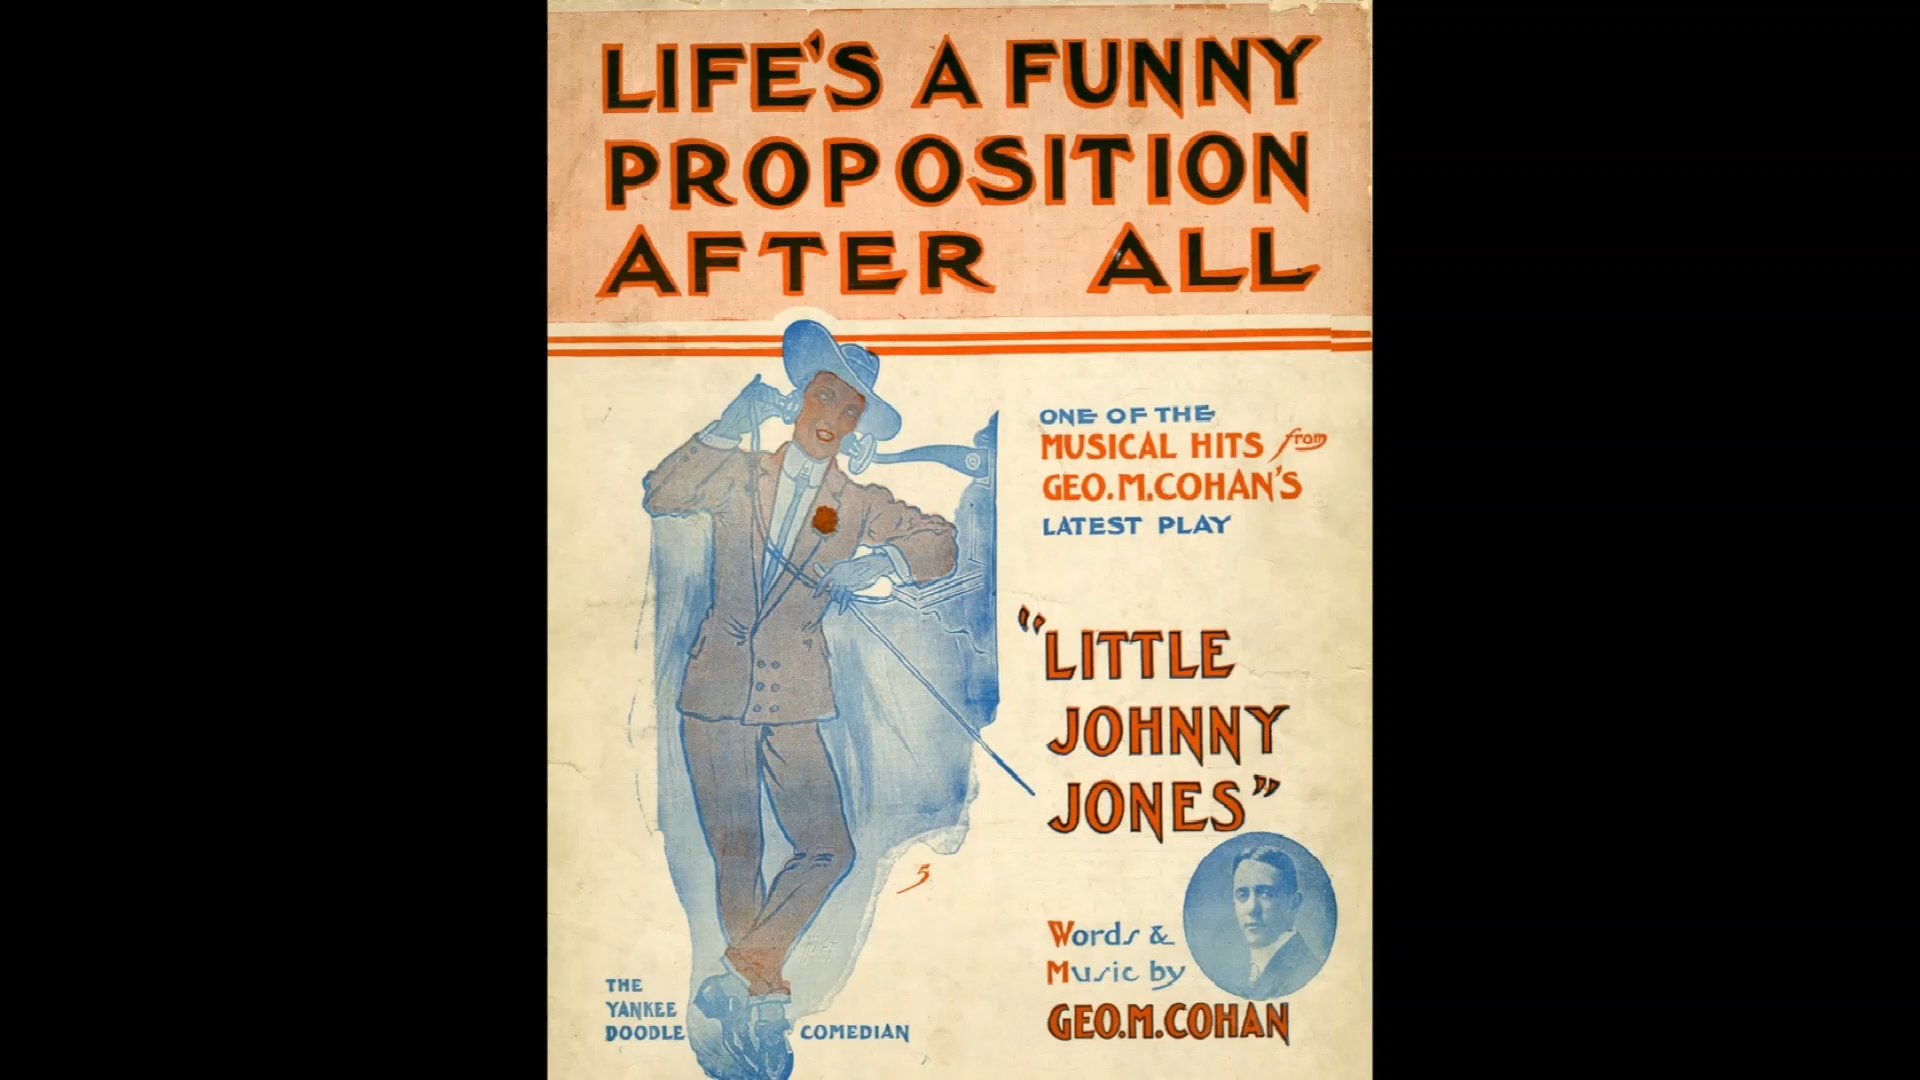 LIFE'S A FUNNY
PROPOSITION
AFTER ALL
ONE OF THE
MUSICAL HITS from
GEO.M.COHAN'S
LATEST PLAY
"LITTLE
JOHNNY
JONES"
5
Words &
Music by
GEO.M.COHAN
THE
YANKEE
DOODLE COMEDIAN